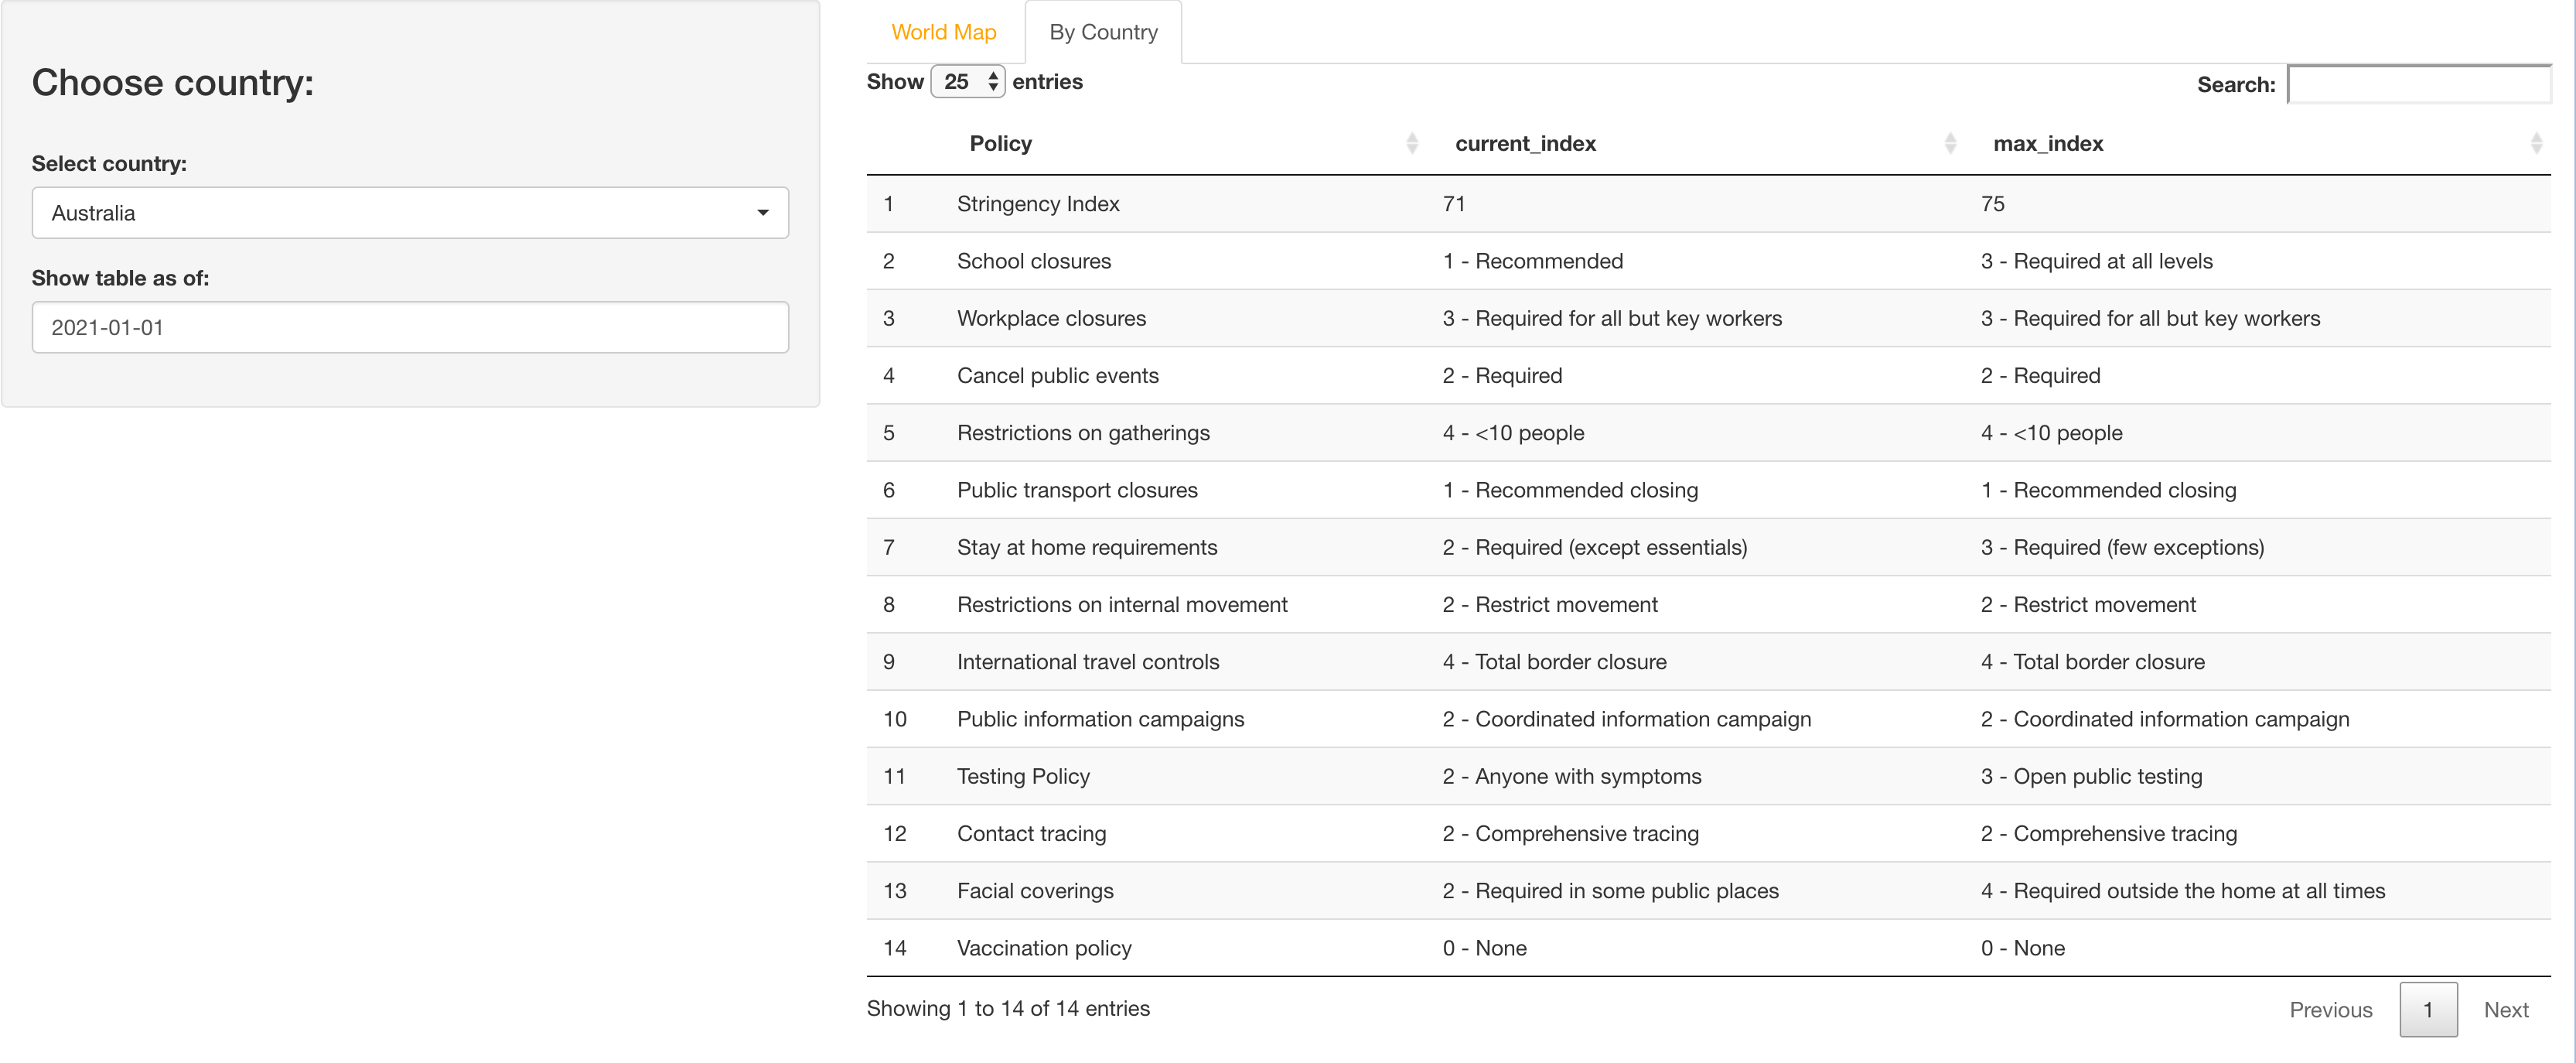 Choose country:
Select country:
Australia
Show table as of:
2021-01-01
World Map By Country
Show 25 entries Search:
Policy current_index max_index
1 Stringency Index 71 75
2 School closures 1 - Recommended 3 - Required at all levels
3 Workplace closures 3 - Required for all but key workers 3 - Required for all but key workers
4 Cancel public events 2 - Required 2 - Required
5 Restrictions on gatherings 4 - <10 people 4 - <10 people
6 Public transport closures 1 - Recommended closing 1 - Recommended closing
7 Stay at home requirements 2 - Required (except essentials) 3 - Required (few exceptions)
8 Restrictions on internal movement 2 - Restrict movement 2 - Restrict movement
9 International travel controls 4 - Total border closure 4 - Total border closure
10 Public information campaigns 2 - Coordinated information campaign 2 - Coordinated information campaign
11 Testing Policy 2 - Anyone with symptoms 3 - Open public testing
12 Contact tracing 2 - Comprehensive tracing 2 - Comprehensive tracing
13 Facial coverings 2 - Required in some public places 4 - Required outside the home at all times
14 Vaccination policy 0 - None 0 - None
Showing 1 to 14 of 14 entries Previous 1 Next